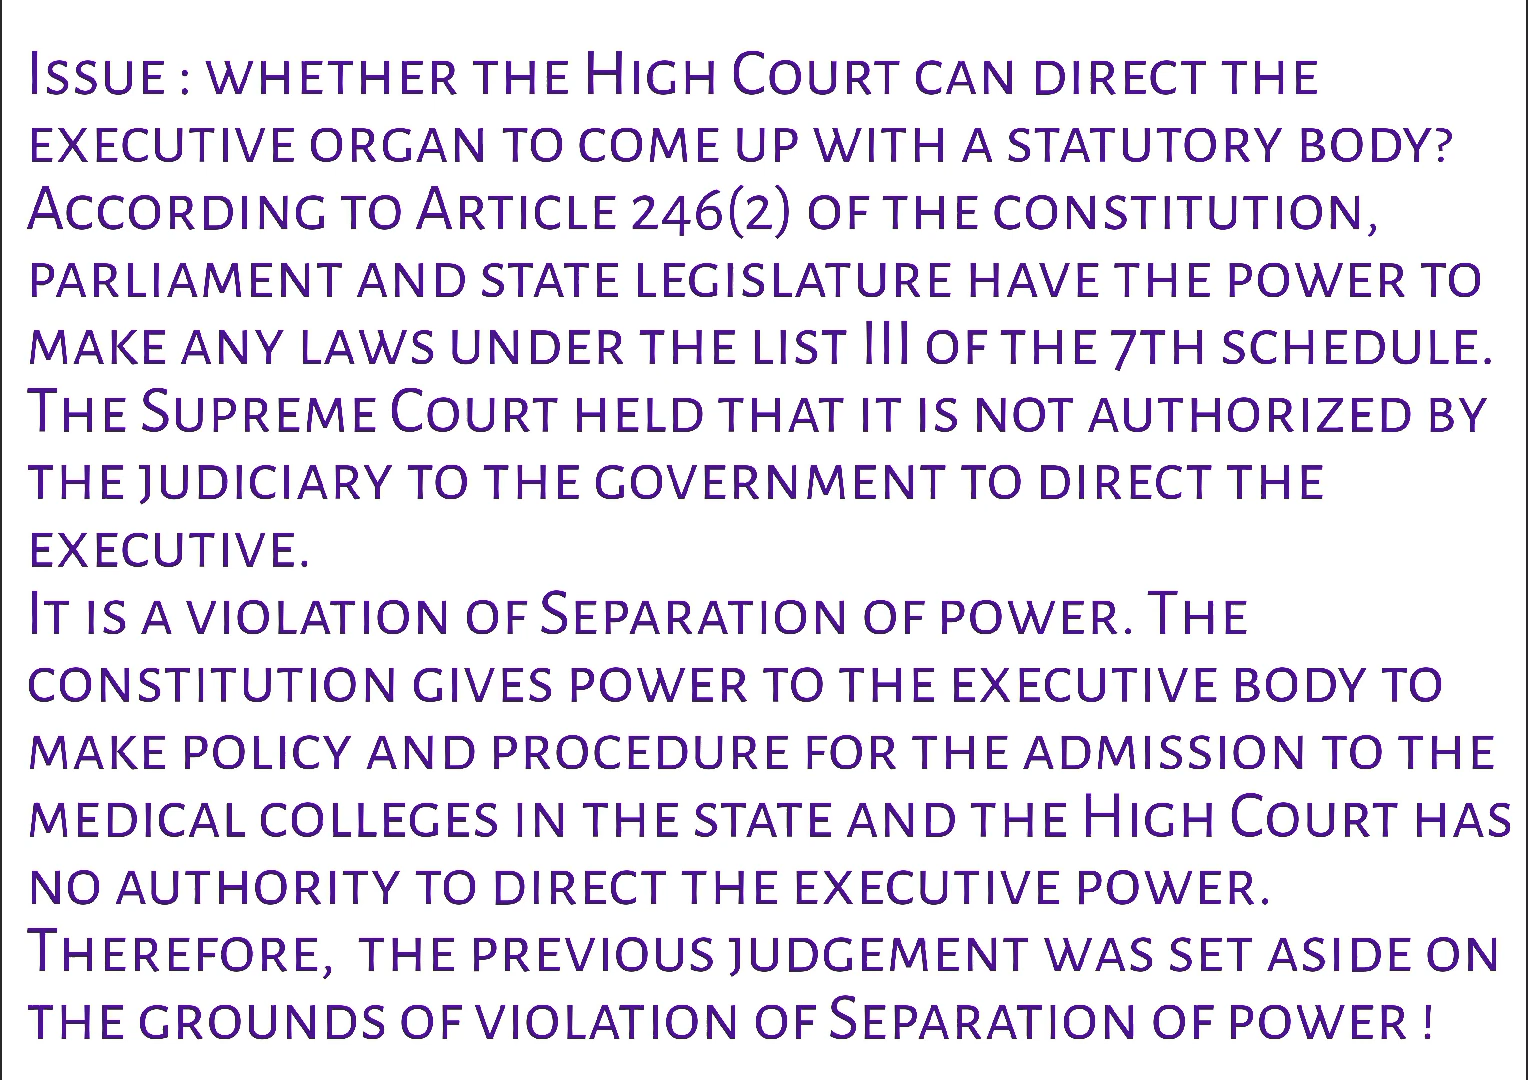 Issue : whether the High Court can direct the
executive organ to come up with a statutory body?
According to Article 246(2) of the constitution,
parliament and state legislature have the power to
make any laws under the list III of the 7th schedule.
The Supreme Court held that it is not authorized by
the judiciary to the government to direct the
executive.
It is a violation of Separation of power. The
constitution gives power to the executive body to
make policy and procedure for the admission to the
medical colleges in the state and the High Court has
no authority to direct the executive power.
Therefore, the previous judgement was set aside on
the grounds of violation of Separation of power !